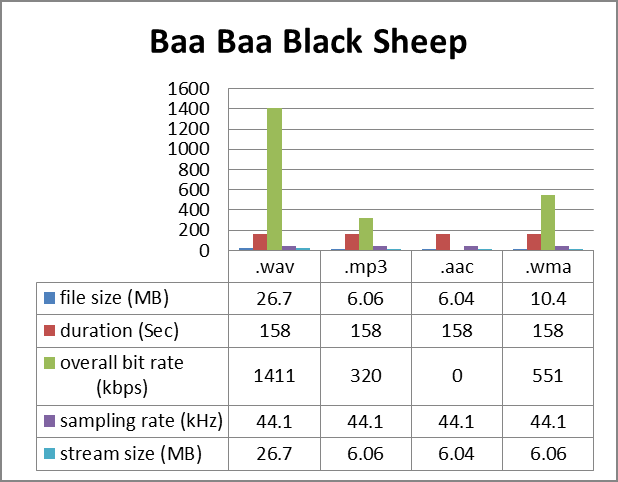 Baa Baa Black Sheep
1600
1400
1200
1000
800
600
400
200
0
.wav .mp3 .aac .wma
file size (MB) 26.7 6.06 6.04 10.4
duration (Sec) 158 158 158 158
overall bit rate
(kbps) 1411 320 0 551
sampling rate (kHz) 44.1 44.1 44.1 44.1
stream size (MB) 26.7 6.06 6.04 6.06